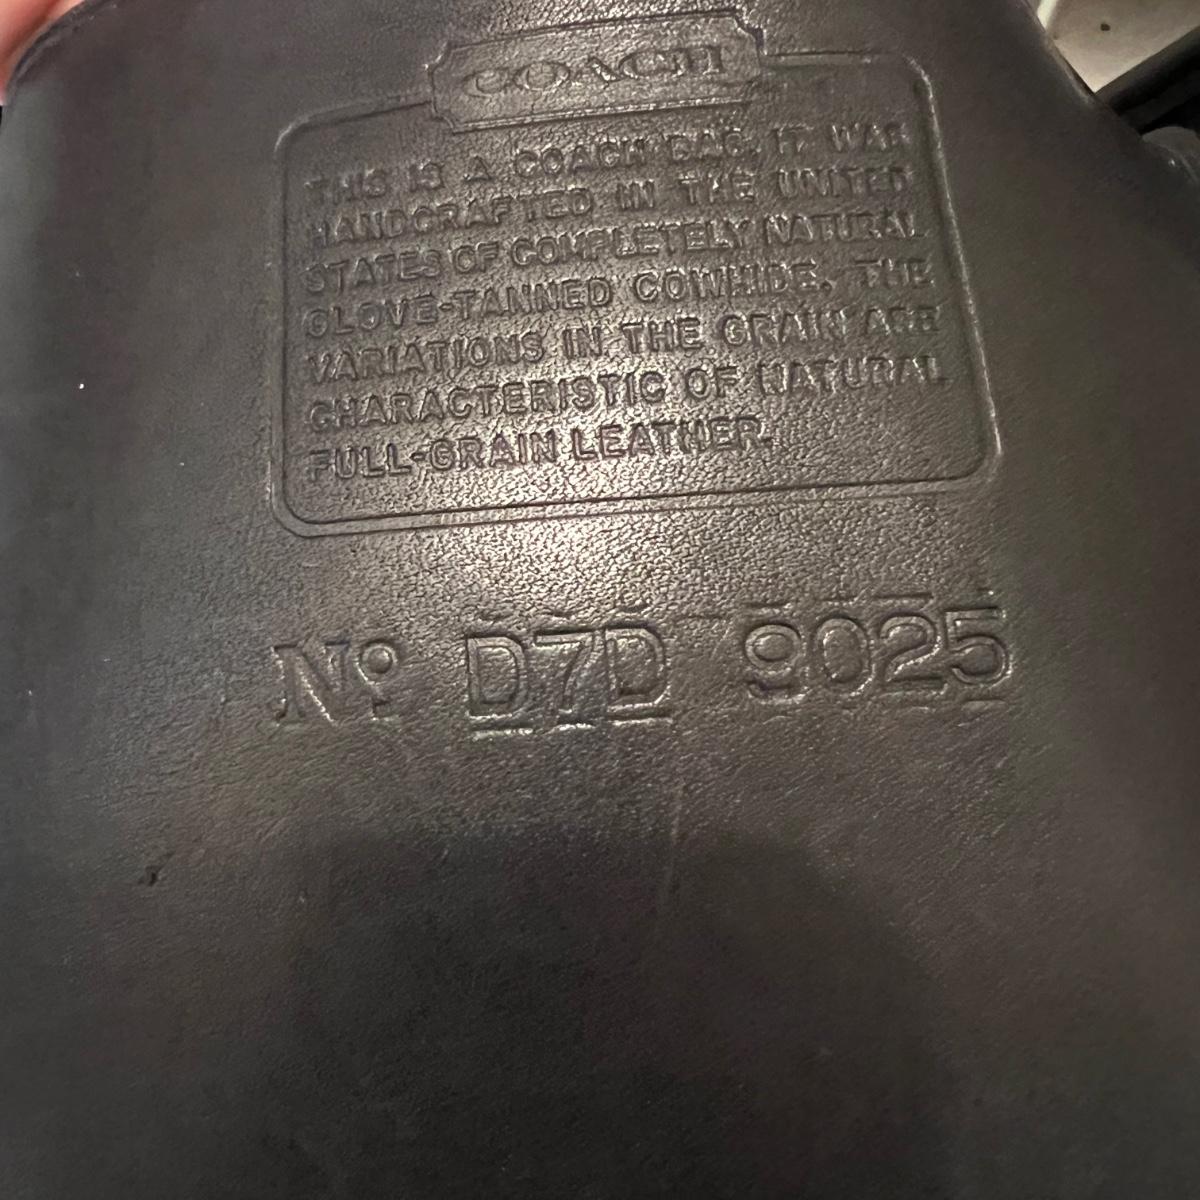 COACH
THIS IS A COACH BAG. IT WAS
HANDCRAFTED IN THE UNITED
STATES OF COMPLETELY NATURAL
GLOVE-TANNED COWHIDE. THE
VARIATIONS IN THE GRAIN ARE
CHARACTERISTIC OF NATURAL
FULL-GRAIN LEATHER.
Nº D7D 9025